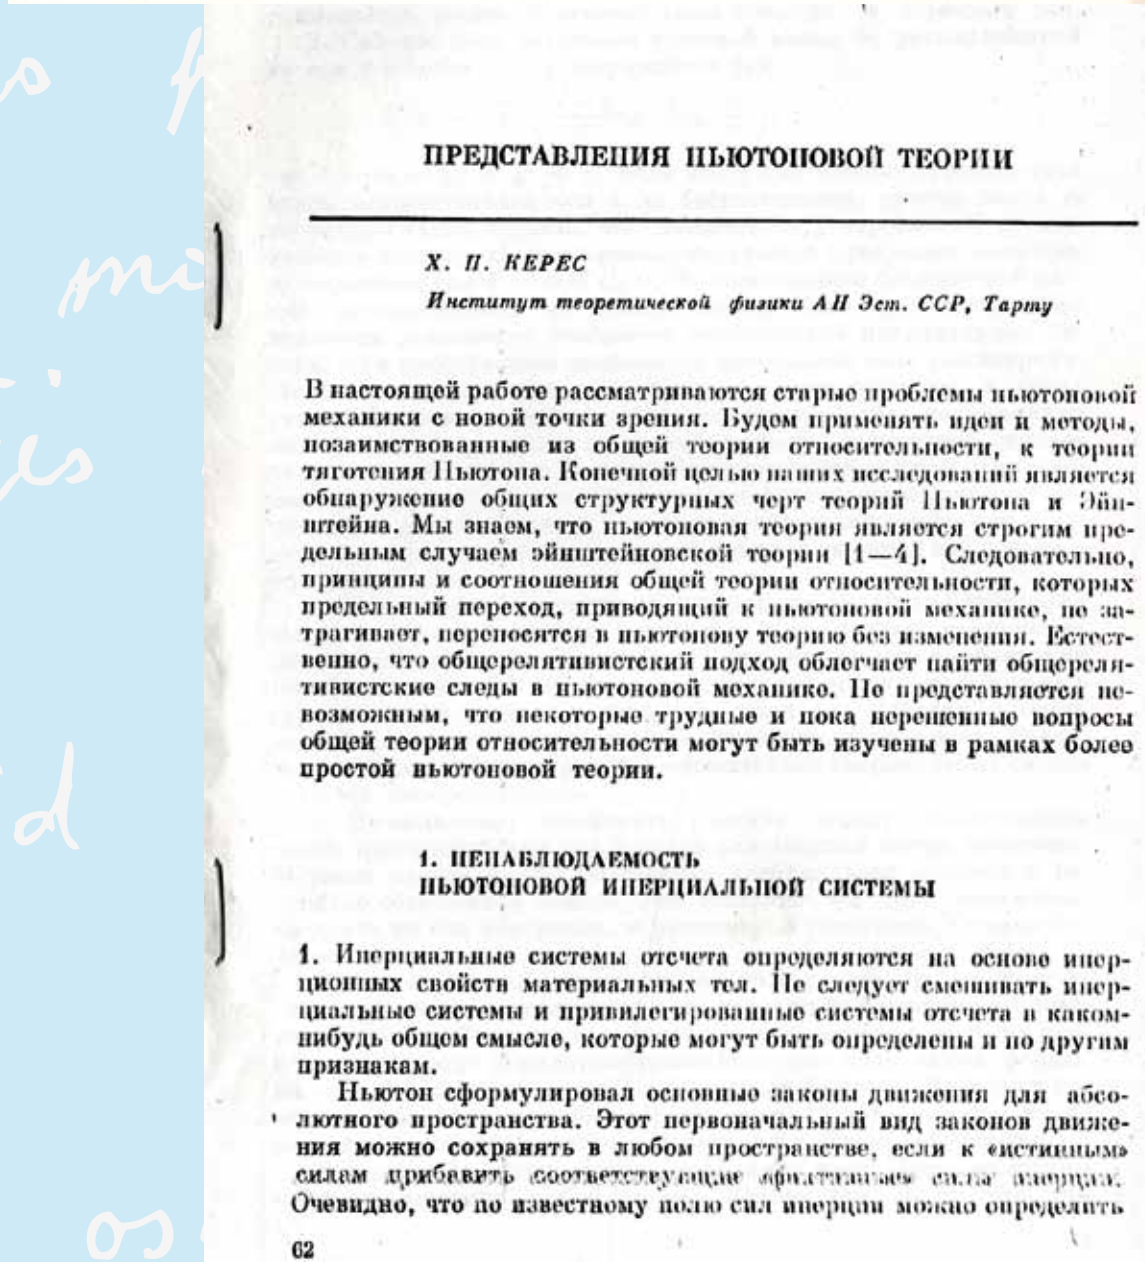 s
mi
is
d
os
ПРЕДСТАВЛЕНИЯ НЬЮТОНОВОЙ ТЕОРИИ
Х. П. КЕРЕС
Институт теоретической физики АН Эст. ССР, Тарту
В настоящей работе рассматриваются старые проблемы ньютоновой
механики с новой точки зрения. Будем применять идеи и методы,
позаимствованные из общей теории относительности, к теории
тяготения Ньютона. Конечной целью наших исследований является
обнаружение общих структурных черт теорий Ньютона и Эйн-
штейна. Мы знаем, что ньютоновая теория является строгим пре-
дельным случаем эйнштейновской теории [1—4]. Следовательно,
принципы и соотношения общей теории относительности, которых
предельный переход, приводящий к ньютоновой механике, не за-
трагивает, переносятся в ньютонову теорию без изменения. Естест-
венно, что общерелятивистский подход облегчает найти общереля-
тивистские следы в ньютоновой механике. Не представляется не-
возможным, что некоторые трудные и пока нерешенные вопросы
общей теории относительности могут быть изучены в рамках более
простой ньютоновой теории.
1. НЕНАБЛЮДАЕМОСТЬ
НЬЮТОНОВОЙ ИНЕРЦИАЛЬНОЙ СИСТЕМЫ
1. Инерциальные системы отсчета определяются на основе инер-
ционных свойств материальных тел. Не следует смешивать инер-
циальные системы и привилегированные системы отсчета в каком-
нибудь общем смысле, которые могут быть определены и по другим
признакам.
Ньютон сформулировал основные законы движения для абсо-
лютного пространства. Этот первоначальный вид законов движе-
ния можно сохранять в любом пространстве, если к «истинным»
силам прибавить соответствующие «фиктивные» силы инерции.
Очевидно, что по известному полю сил инерции можно определить
62